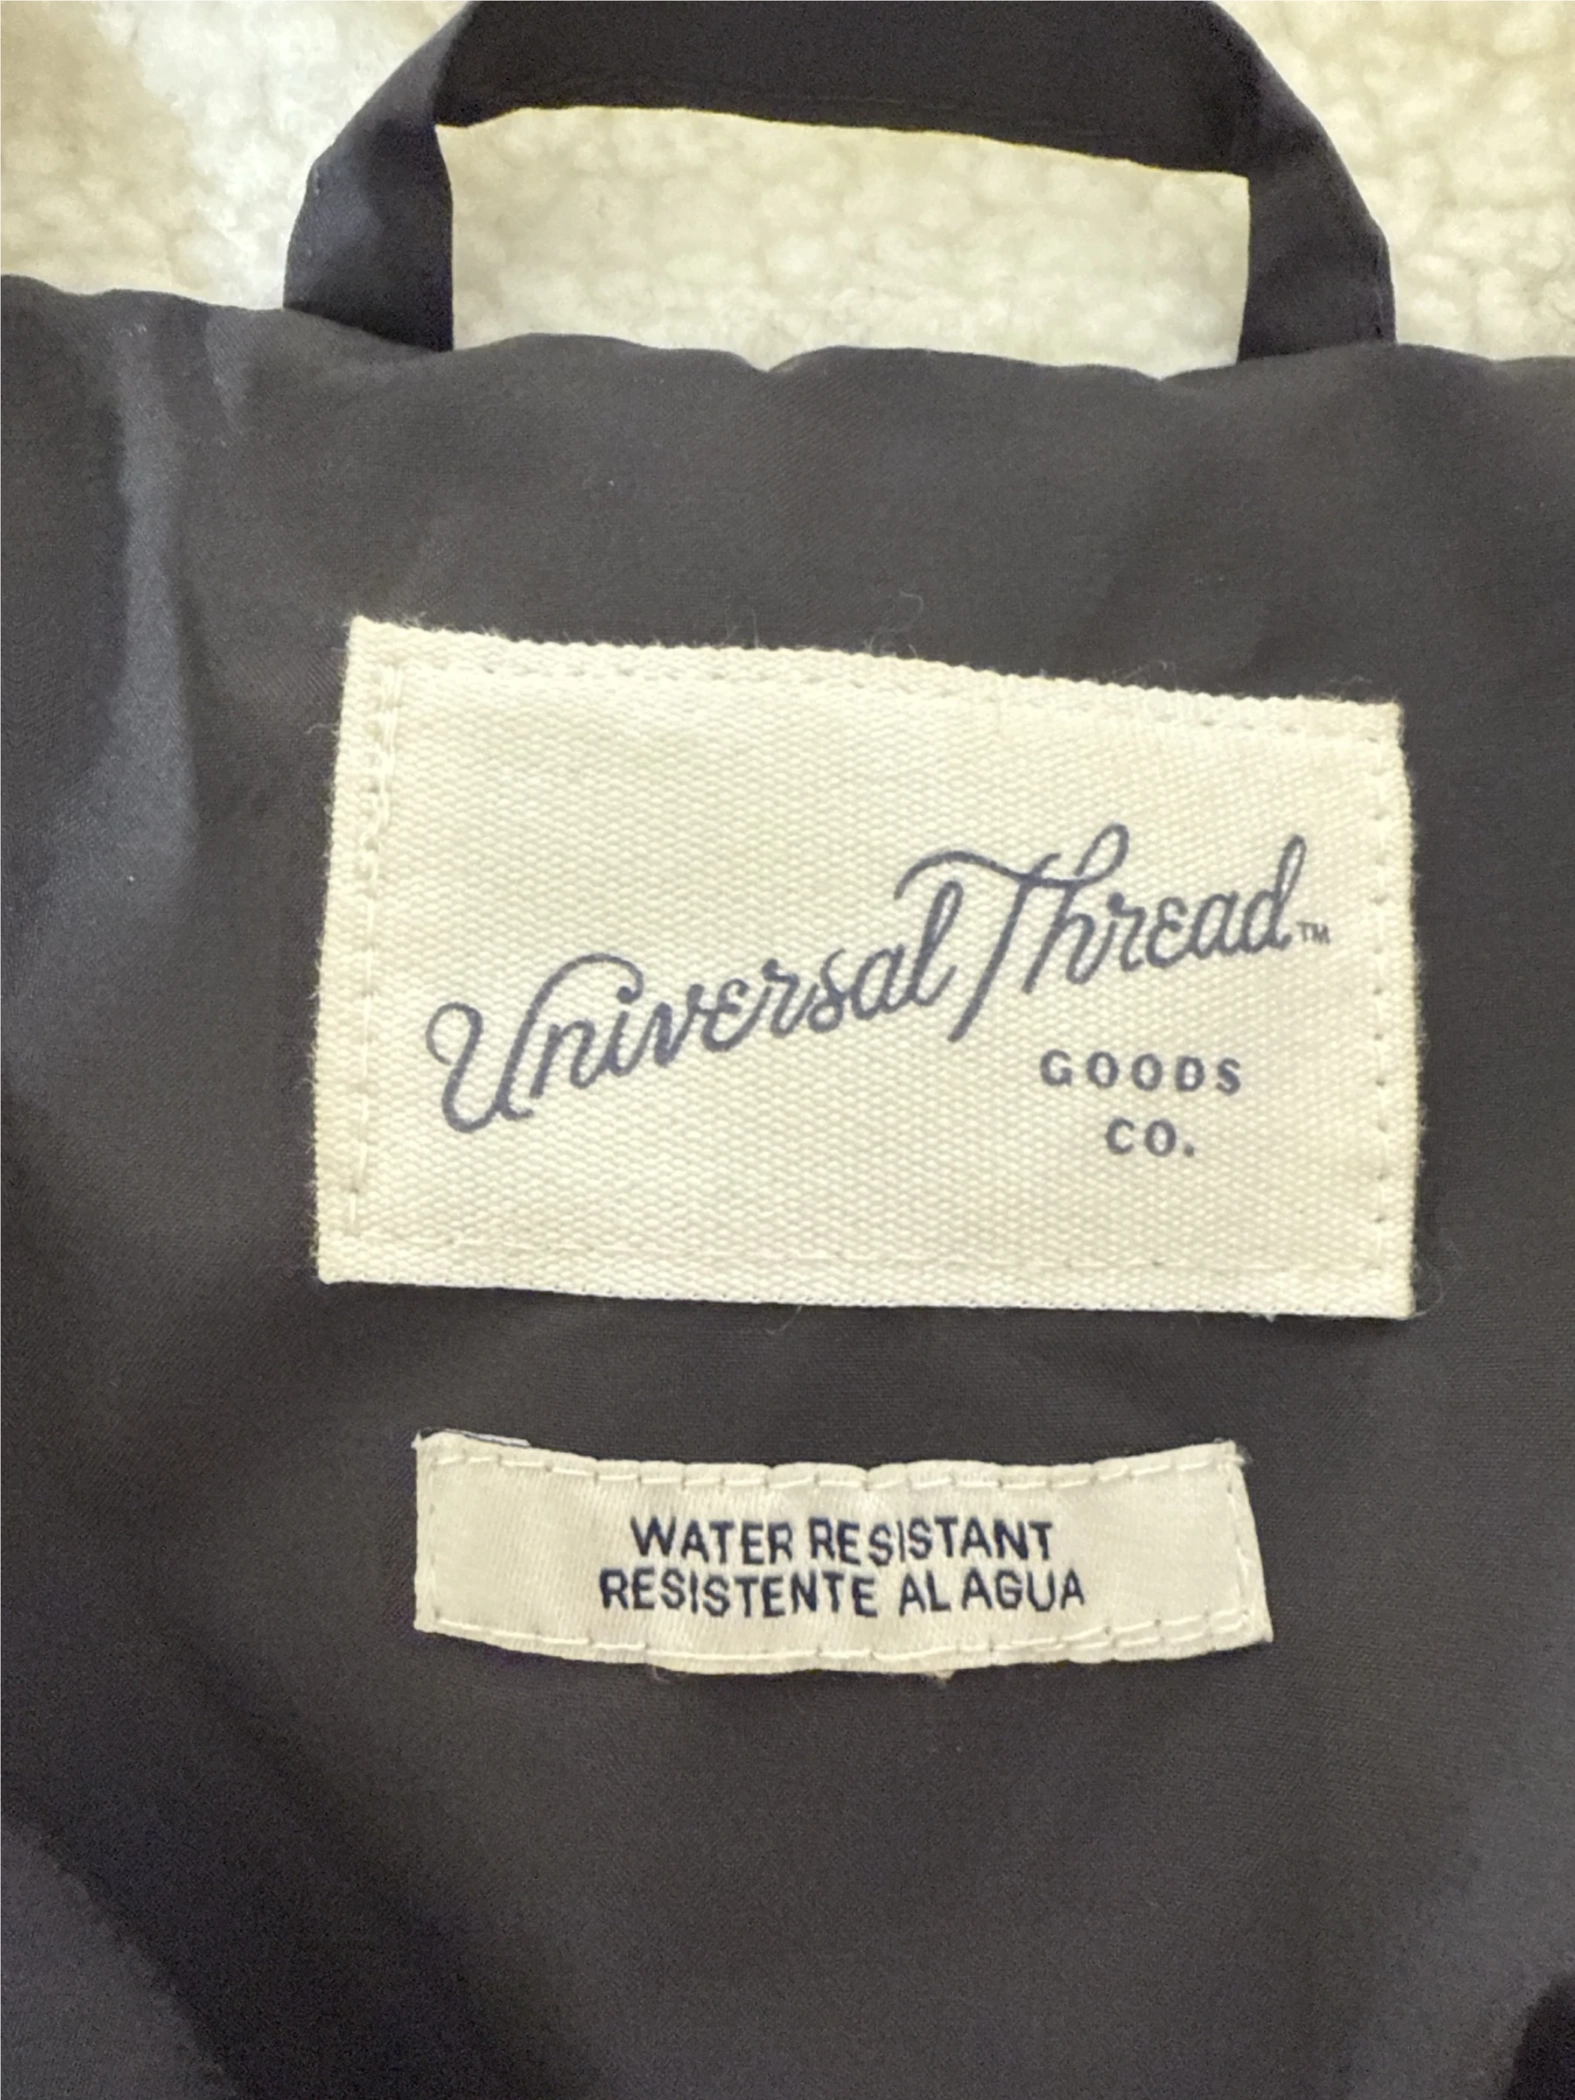 Universal Thread™
GOODS
CO.
WATER RESISTANT
RESISTENTE AL AGUA